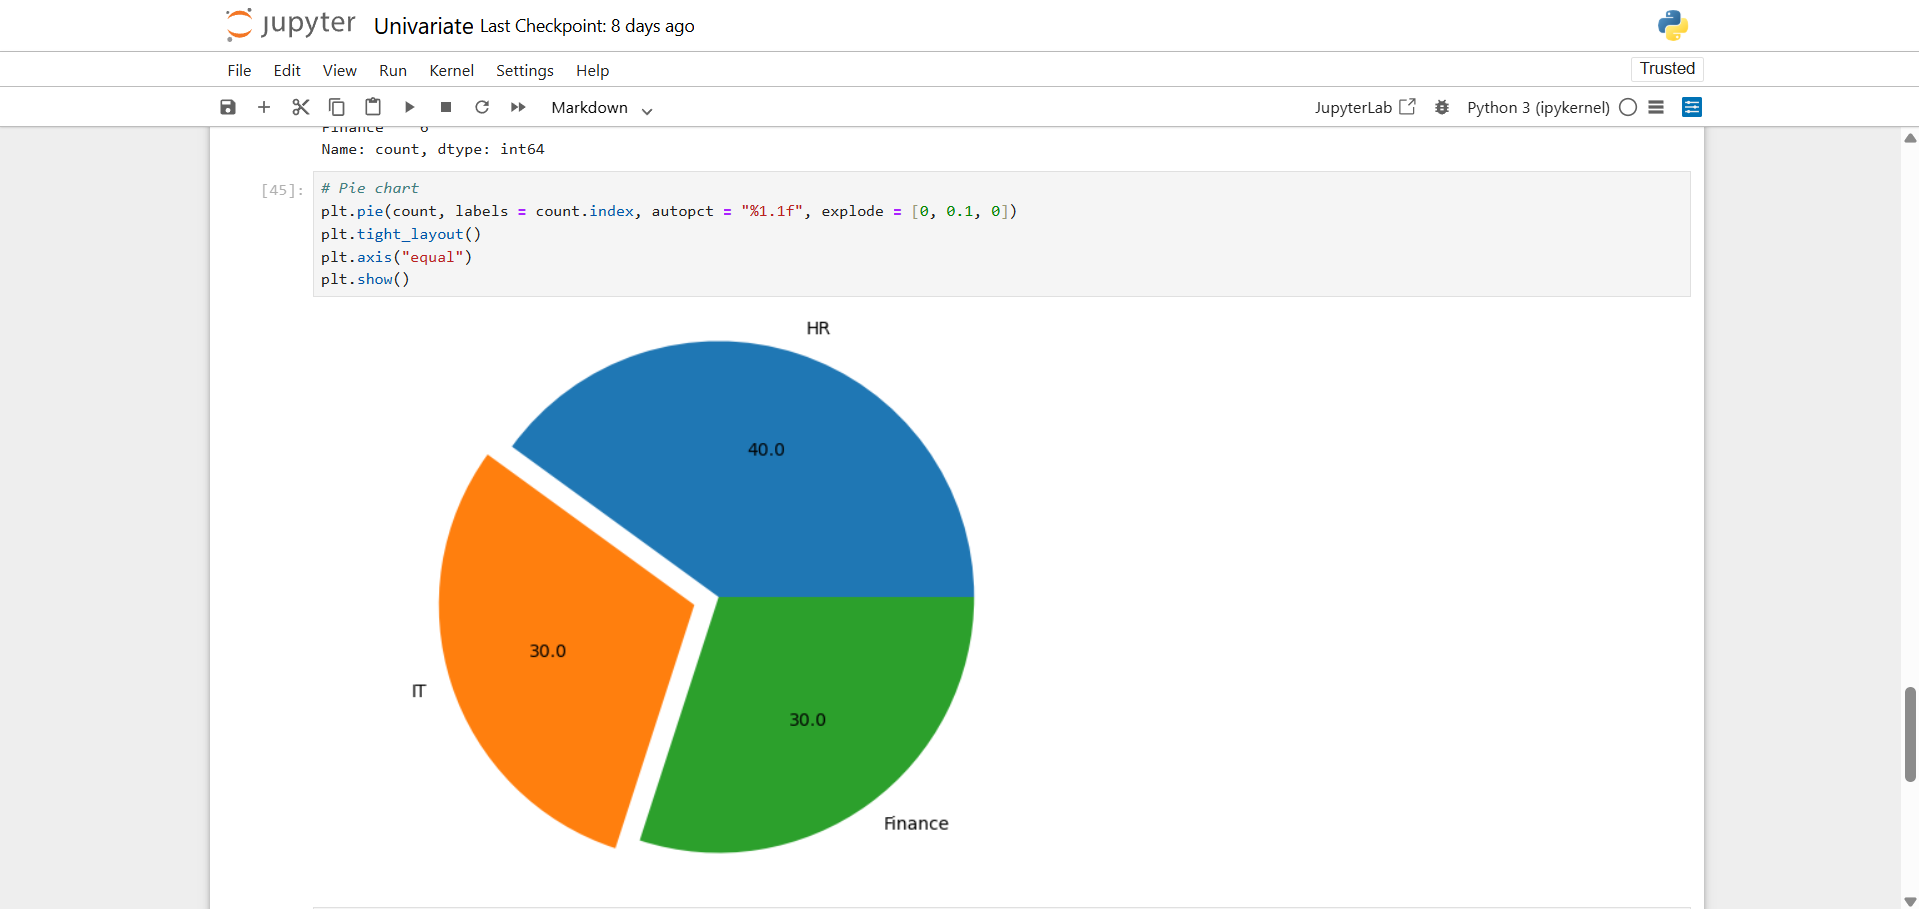 jupyter Univariate Last Checkpoint: 8 days ago
File Edit View Run Kernel Settings Help Trusted
Markdown JupyterLab Python 3 (ipykernel)
Finance    6
Name: count, dtype: int64
[45]: # Pie chart
plt.pie(count, labels = count.index, autopct = "%1.1f", explode = [0, 0.1, 0])
plt.tight_layout()
plt.axis("equal")
plt.show()
HR
40.0
30.0
IT
30.0
Finance